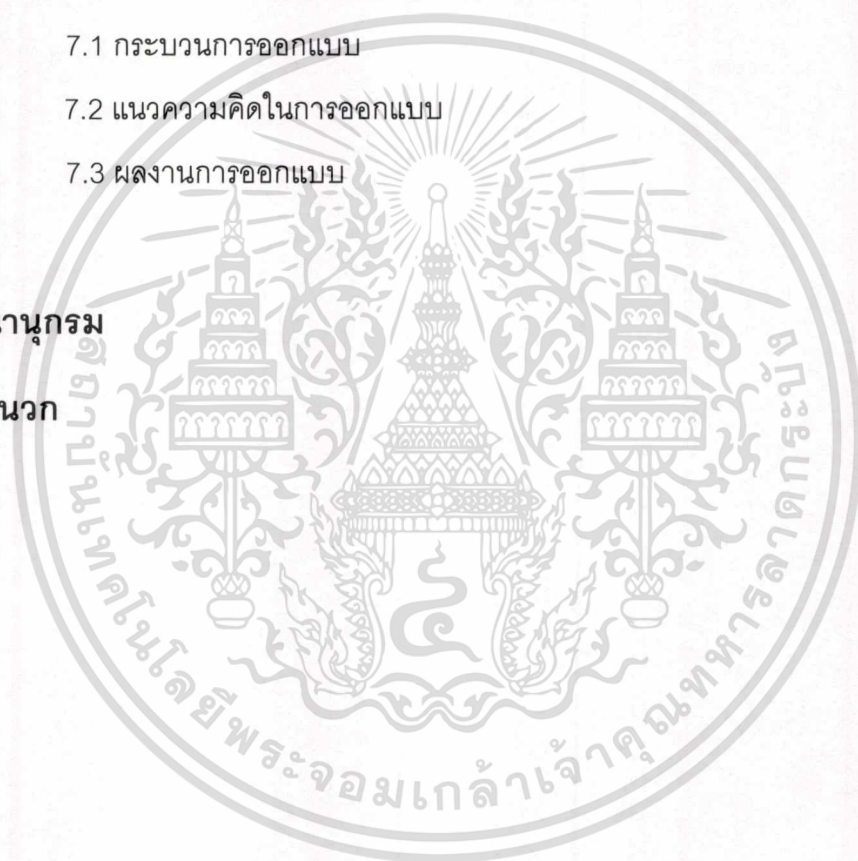 7.1 กระบวนการออกแบบ
7.2 แนวความคิดในการออกแบบ
7.3 ผลงานการออกแบบ
นานุกรม
นวก
สถาบันเทคโนโลยีพระจอมเกล้าเจ้าคุณทหารลาดกระบัง
๔